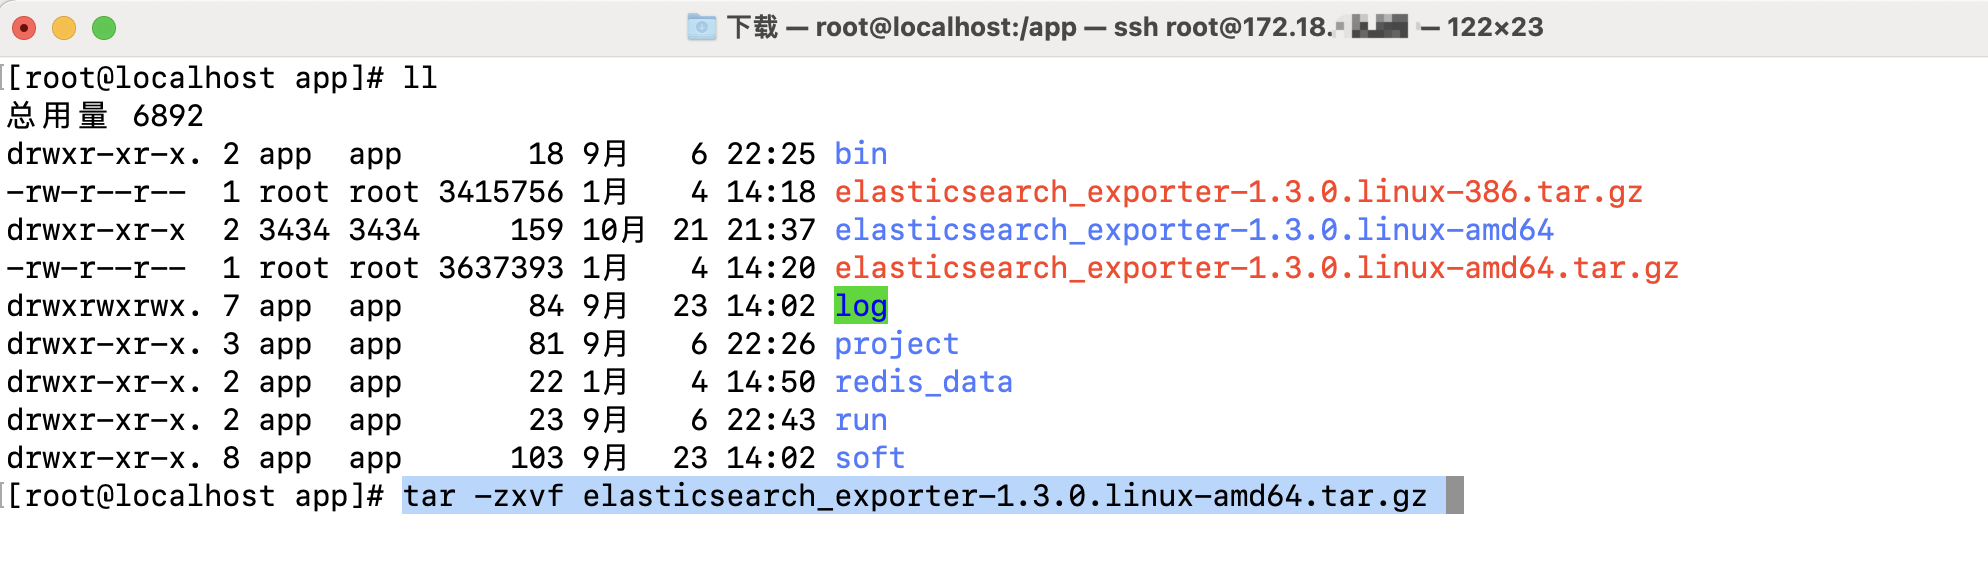 下载 — root@localhost:/app — ssh root@172.18. — 122×23
[root@localhost app]# ll
总用量 6892
drwxr-xr-x. 2 app  app       18 9月   6 22:25 bin
-rw-r--r--  1 root root 3415756 1月   4 14:18 elasticsearch_exporter-1.3.0.linux-386.tar.gz
drwxr-xr-x  2 3434 3434     159 10月 21 21:37 elasticsearch_exporter-1.3.0.linux-amd64
-rw-r--r--  1 root root 3637393 1月   4 14:20 elasticsearch_exporter-1.3.0.linux-amd64.tar.gz
drwxrwxrwx. 7 app  app       84 9月  23 14:02 log
drwxr-xr-x. 3 app  app       81 9月   6 22:26 project
drwxr-xr-x. 2 app  app       22 1月   4 14:50 redis_data
drwxr-xr-x. 2 app  app       23 9月   6 22:43 run
drwxr-xr-x. 8 app  app      103 9月  23 14:02 soft
[root@localhost app]# tar -zxvf elasticsearch_exporter-1.3.0.linux-amd64.tar.gz